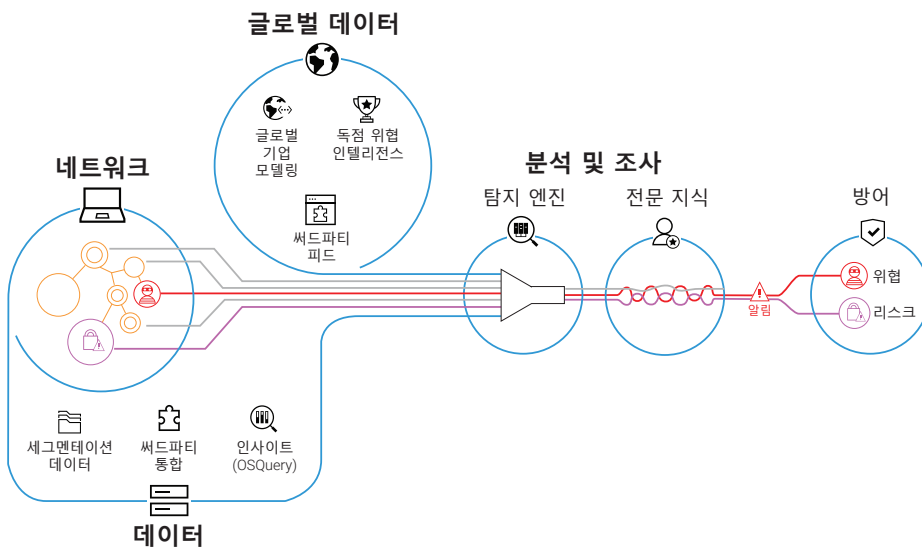 글로벌 데이터
글로벌
기업
모델링
독점 위협
인텔리전스
써드파티
피드
네트워크
분석 및 조사
탐지 엔진
전문 지식
방어
위협
리스크
알림
세그멘테이션
데이터
써드파티
통합
인사이트
(OSQuery)
데이터